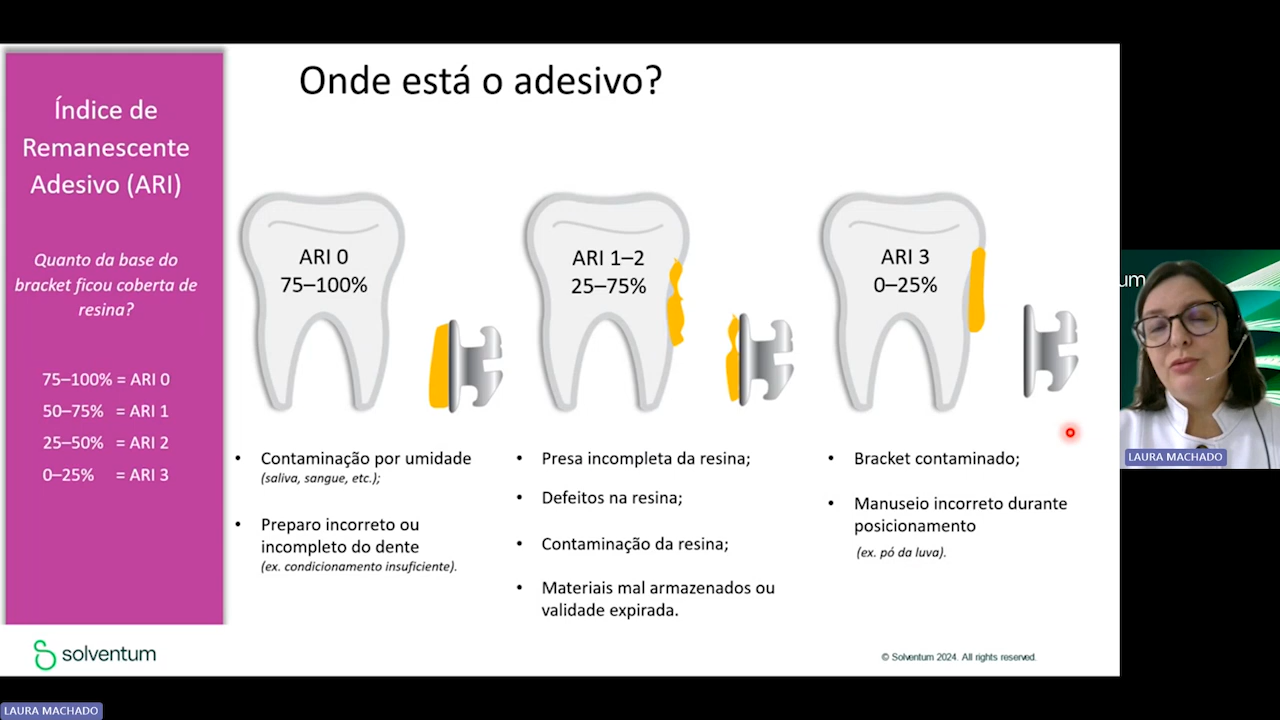 Onde está o adesivo?
Índice de
Remanescente
Adesivo (ARI)
Quanto da base do
bracket ficou coberta de
resina?
75–100% = ARI 0
50–75% = ARI 1
25–50% = ARI 2
0–25% = ARI 3
ARI 0
75–100%
ARI 1–2
25–75%
ARI 3
0–25%
• Contaminação por umidade
(saliva, sangue, etc.);
• Preparo incorreto ou
incompleto do dente
(ex. condicionamento insuficiente).
• Presa incompleta da resina;
• Defeitos na resina;
• Contaminação da resina;
• Materiais mal armazenados ou
validade expirada.
• Bracket contaminado;
• Manuseio incorreto durante
posicionamento
(ex. pó da luva).
solventum
© Solventum 2024. All rights reserved.
um
LAURA MACHADO
LAURA MACHADO